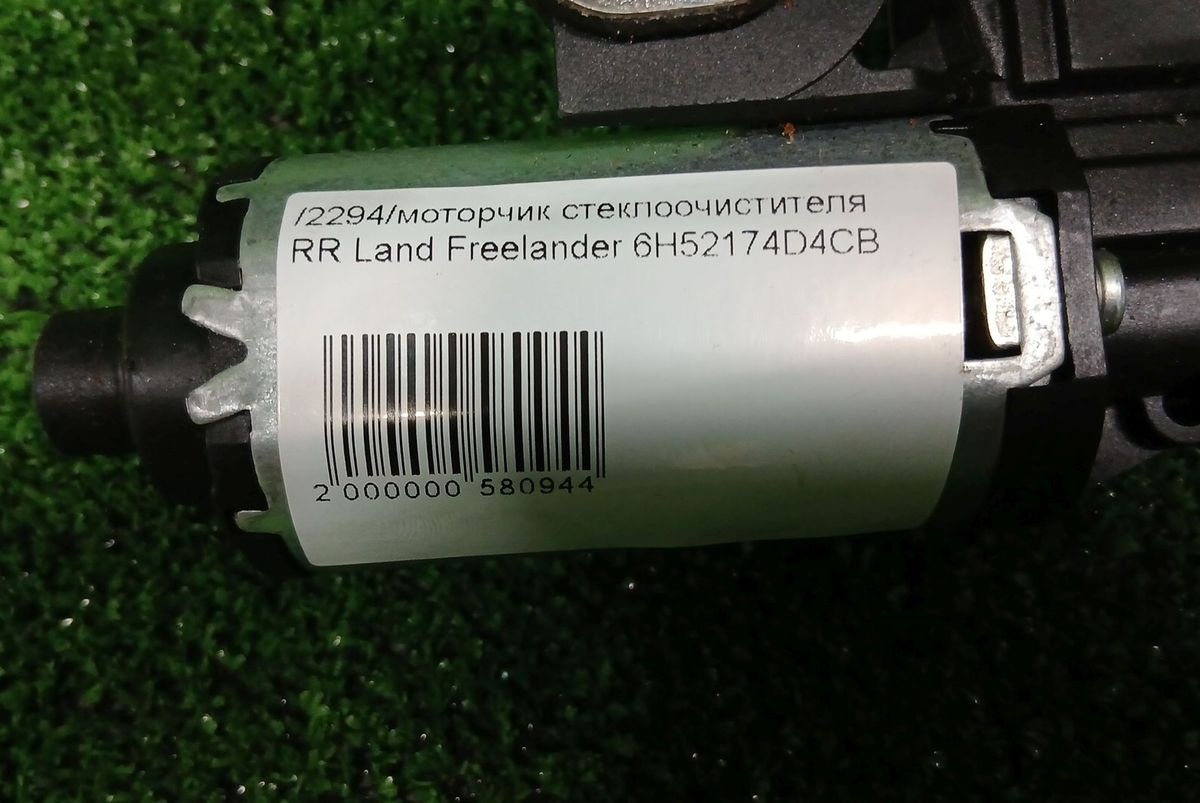 /2294/моторчик стеклоочистителя
RR Land Freelander 6H52174D4CB
2 000000 580944